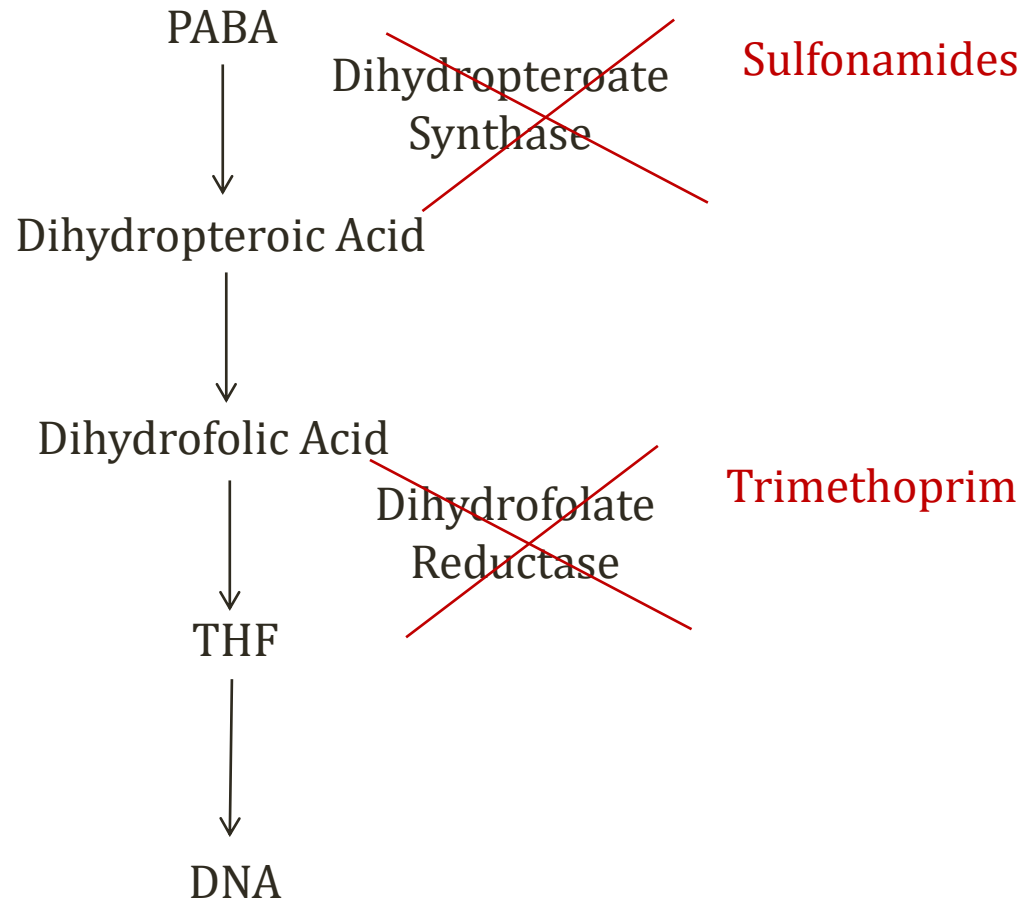 PABA
Dihydropteroate
Synthase
Sulfonamides
Dihydropteroic Acid
Dihydrofolic Acid
Dihydrofolate
Reductase
Trimethoprim
THF
DNA